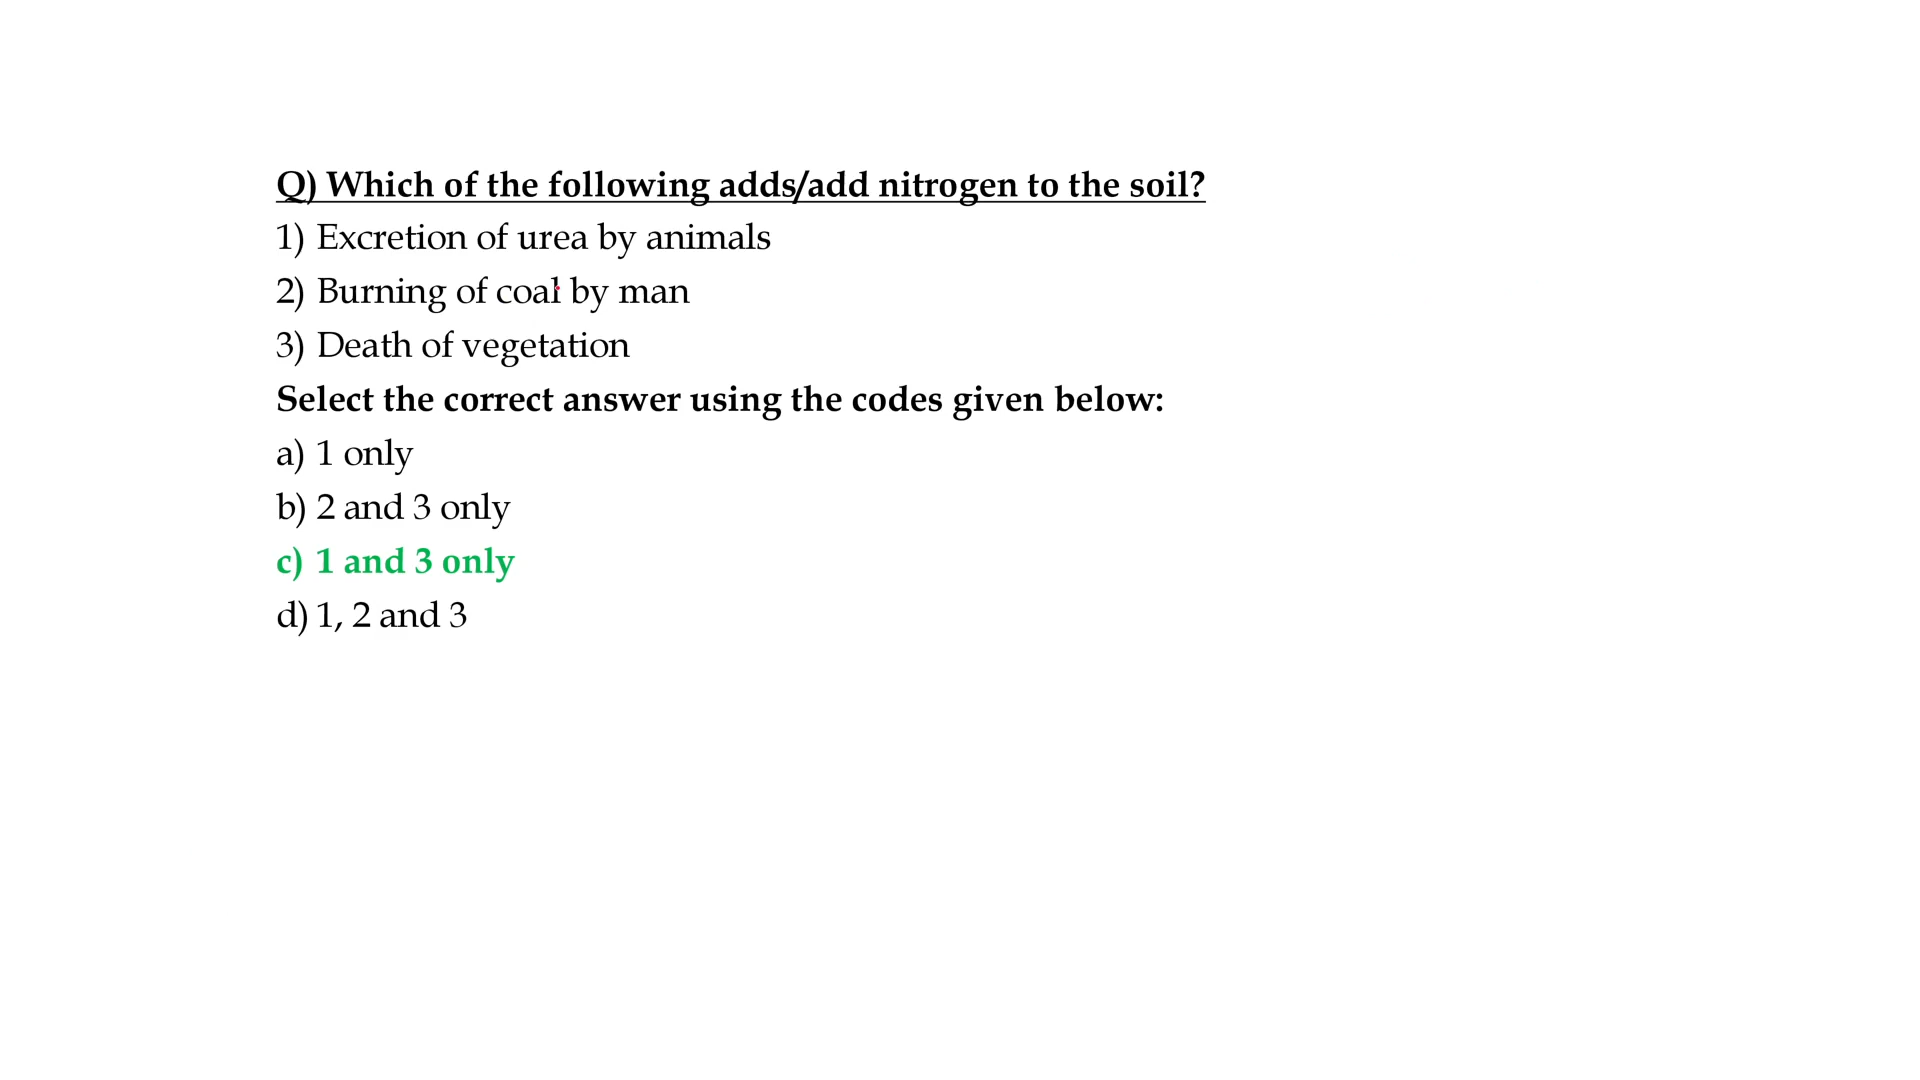 Q) Which of the following adds/add nitrogen to the soil?
1) Excretion of urea by animals
2) Burning of coal by man
3) Death of vegetation
Select the correct answer using the codes given below:
a) 1 only
b) 2 and 3 only
c) 1 and 3 only
d) 1, 2 and 3